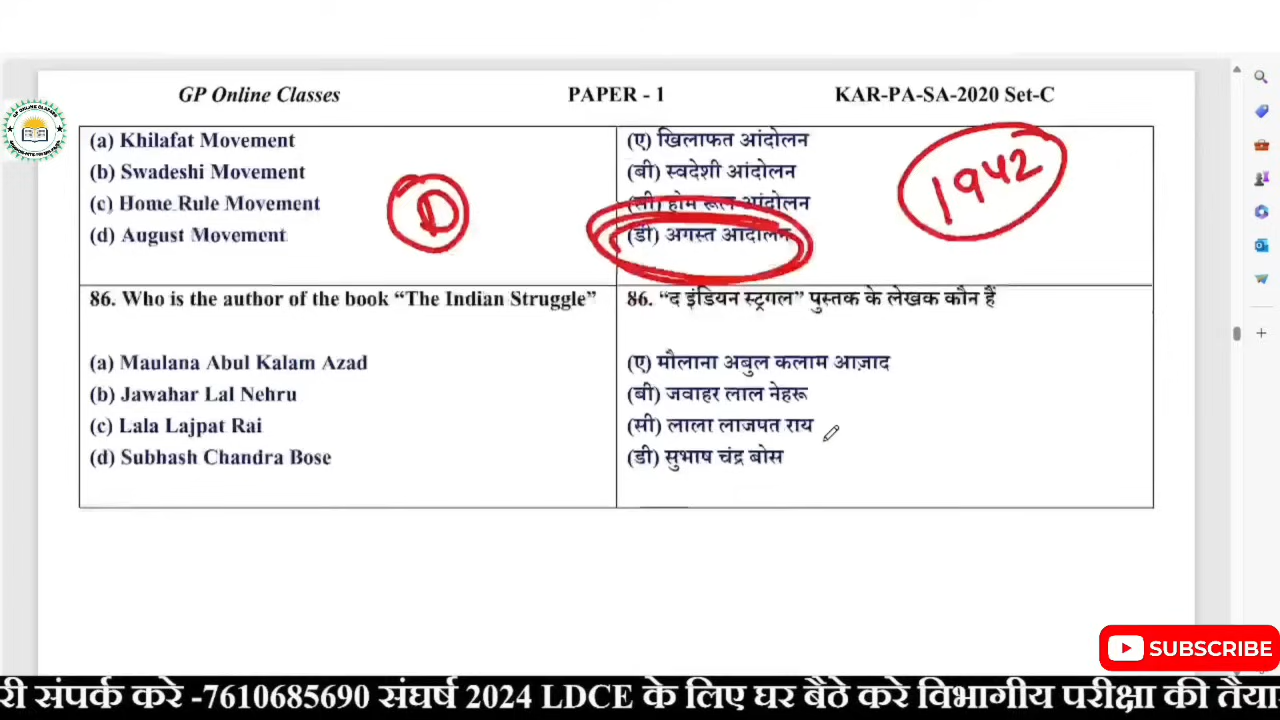 GP Online Classes PAPER - 1 KAR-PA-SA-2020 Set-C
(a) Khilafat Movement
(b) Swadeshi Movement
(c) Home Rule Movement
(d) August Movement
D
(ए) खिलाफत आंदोलन
(बी) स्वदेशी आंदोलन
(सी) होम रूल आंदोलन
(डी) अगस्त आंदोलन
1942
86. Who is the author of the book “The Indian Struggle”
(a) Maulana Abul Kalam Azad
(b) Jawahar Lal Nehru
(c) Lala Lajpat Rai
(d) Subhash Chandra Bose
86. “द इंडियन स्ट्रगल” पुस्तक के लेखक कौन हैं
(ए) मौलाना अबुल कलाम आज़ाद
(बी) जवाहर लाल नेहरू
(सी) लाला लाजपत राय
(डी) सुभाष चंद्र बोस
SUBSCRIBE
री संपर्क करे -7610685690 संघर्ष 2024 LDCE के लिए घर बैठे करे विभागीय परीक्षा की तैया